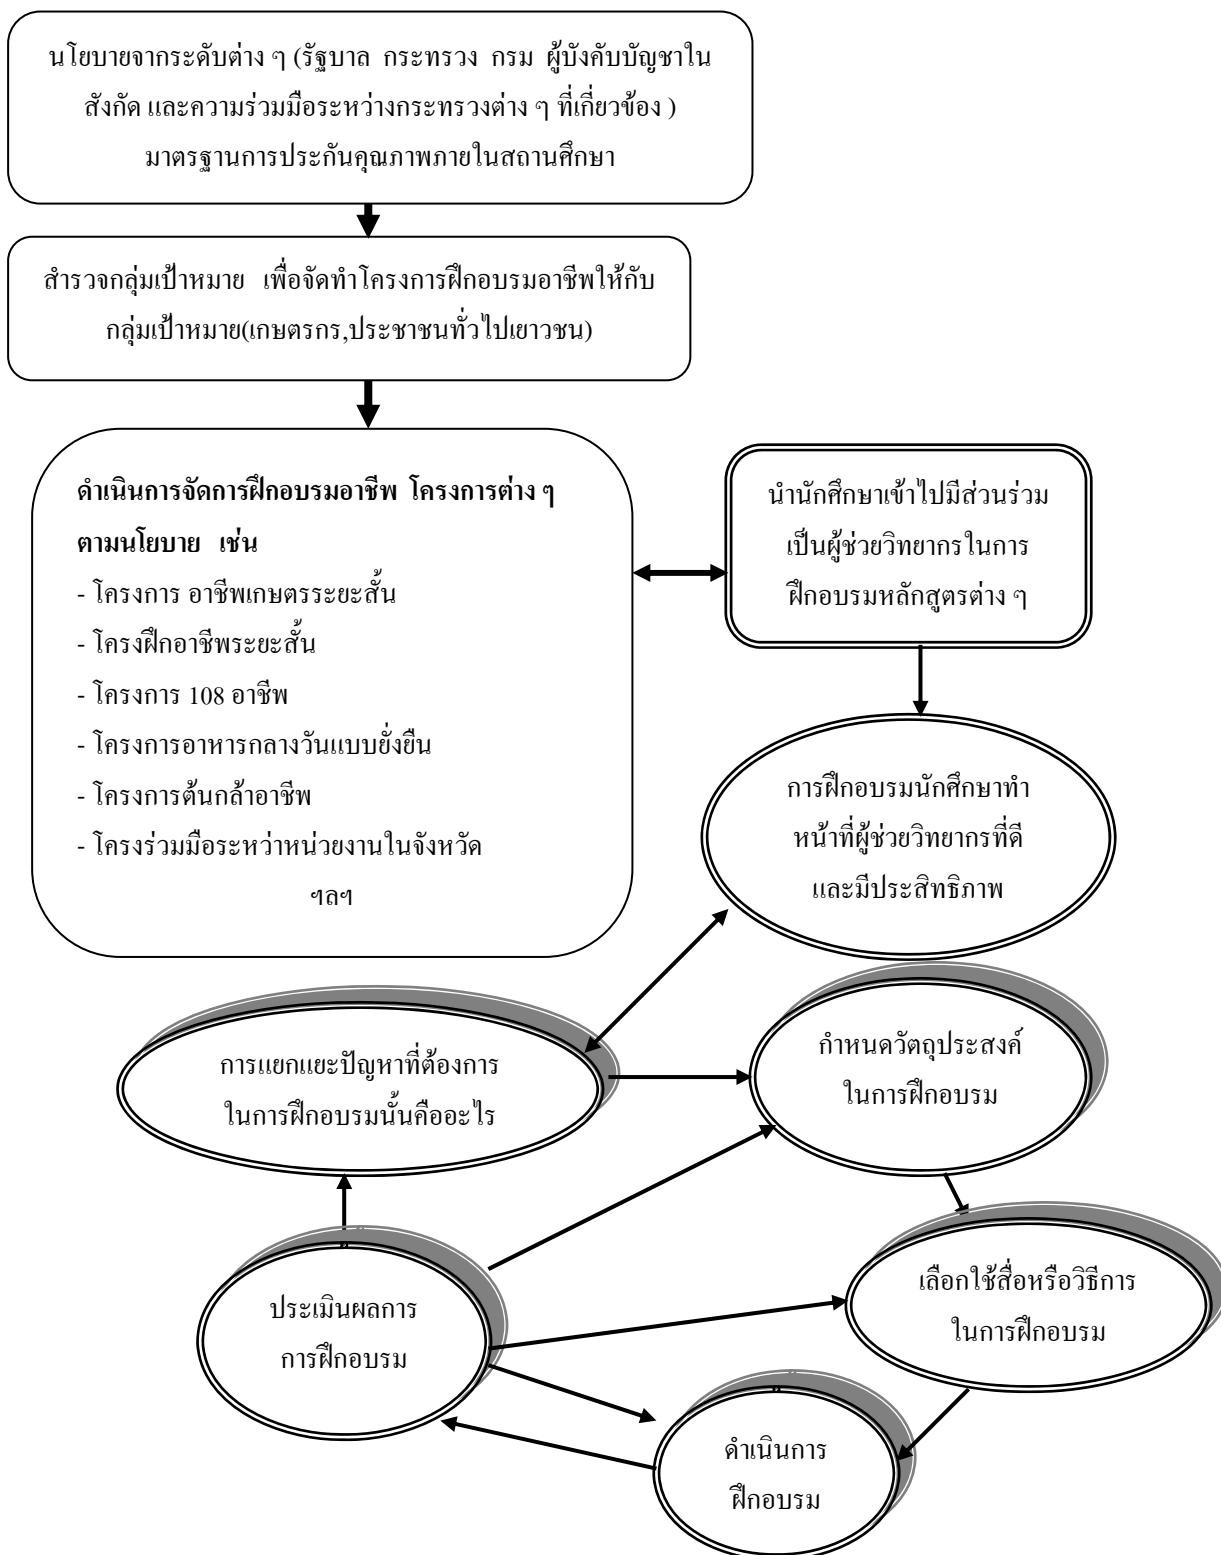 นโยบายจากระดับต่าง ๆ (รัฐบาล กระทรวง กรม ผู้บังคับบัญชาใน
สังกัด และความร่วมมือระหว่างกระทรวงต่าง ๆ ที่เกี่ยวข้อง )
มาตรฐานการประกันคุณภาพภายในสถานศึกษา
สำรวจกลุ่มเป้าหมาย เพื่อจัดทำโครงการฝึกอบรมอาชีพให้กับ
กลุ่มเป้าหมาย(เกษตรกร,ประชาชนทั่วไปเยาวชน)
ดำเนินการจัดการฝึกอบรมอาชีพ โครงการต่าง ๆ
ตามนโยบาย เช่น
- โครงการ อาชีพเกษตรระยะสั้น
- โครงฝึกอาชีพระยะสั้น
- โครงการ 108 อาชีพ
- โครงการอาหารกลางวันแบบยั่งยืน
- โครงการต้นกล้าอาชีพ
- โครงร่วมมือระหว่าหน่วยงานในจังหวัด
ฯลฯ
นำนักศึกษาเข้าไปมีส่วนร่วม
เป็นผู้ช่วยวิทยากรในการ
ฝึกอบรมหลักสูตรต่าง ๆ
การฝึกอบรมนักศึกษาทำ
หน้าที่ผู้ช่วยวิทยากรที่ดี
และมีประสิทธิภาพ
การแยกแยะปัญหาที่ต้องการ
ในการฝึกอบรมนั้นคืออะไร
กำหนดวัตถุประสงค์
ในการฝึกอบรม
เลือกใช้สื่อหรือวิธีการ
ในการฝึกอบรม
ประเมินผลการ
การฝึกอบรม
ดำเนินการ
ฝึกอบรม